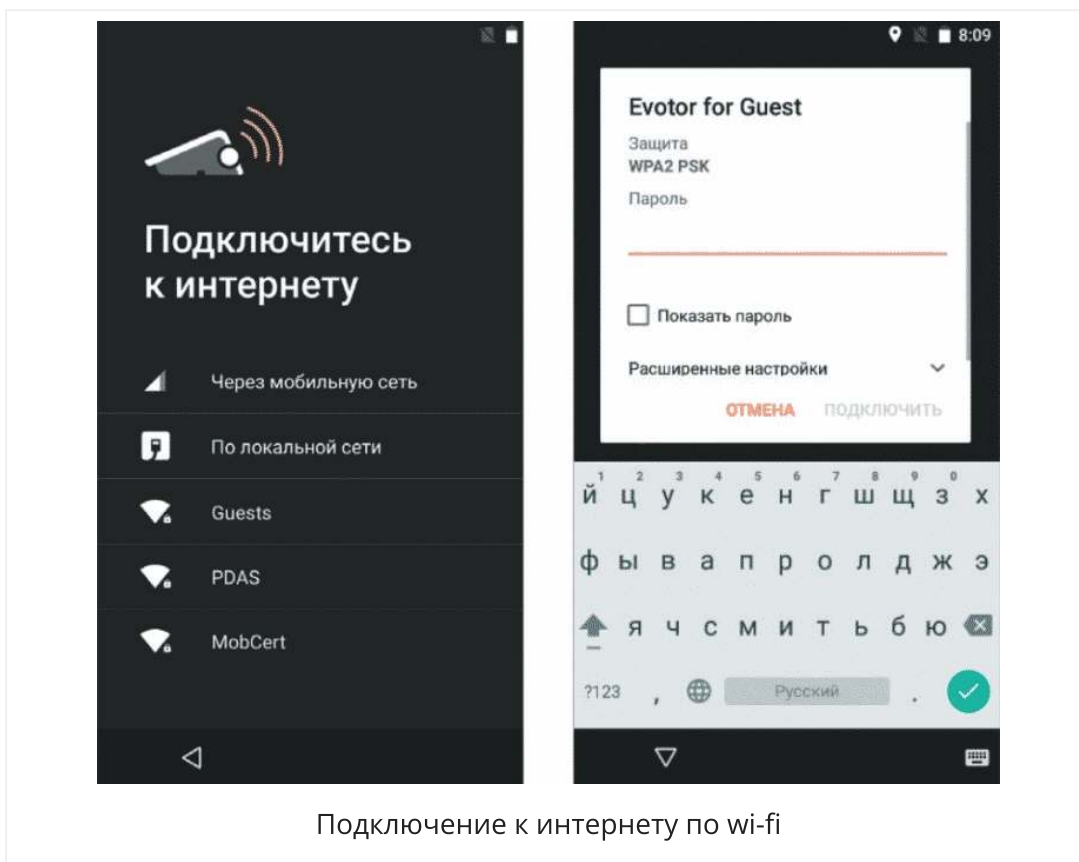 Подключитесь
к интернету
Через мобильную сеть
По локальной сети
Guests
PDAS
MobCert
8:09
Evotor for Guest
Защита
WPA2 PSK
Пароль
Показать пароль
Расширенные настройки
ОТМЕНА ПОДКЛЮЧИТЬ
1 2 3 4 5 6 7 8 9 0
й ц у к е н г ш щ з х
ф ы в а п р о л д ж э
я ч с м и т ь б ю
?123 , Русский .
Подключение к интернету по wi-fi